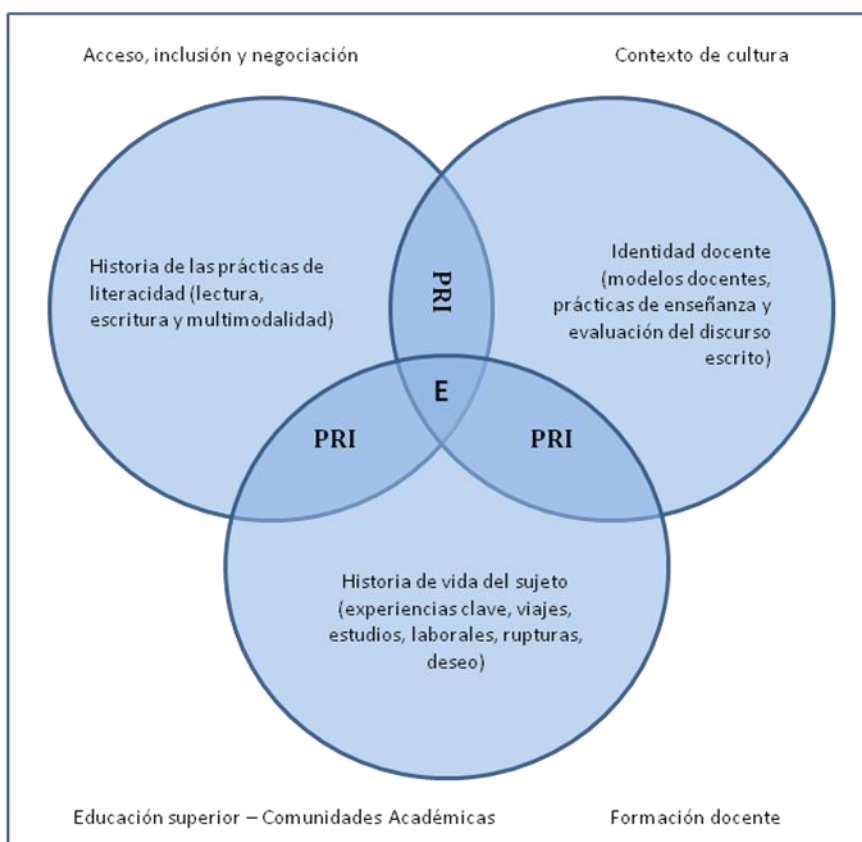 Acceso, inclusión y negociación
Contexto de cultura
Historia de las prácticas de
literacidad (lectura,
escritura y multimodalidad)
PRI
Identidad docente
(modelos docentes,
prácticas de enseñanza y
evaluación del discurso
escrito)
E
PRI
PRI
Historia de vida del sujeto
(experiencias clave, viajes,
estudios, laborales, rupturas,
deseo)
Educación superior – Comunidades Académicas
Formación docente